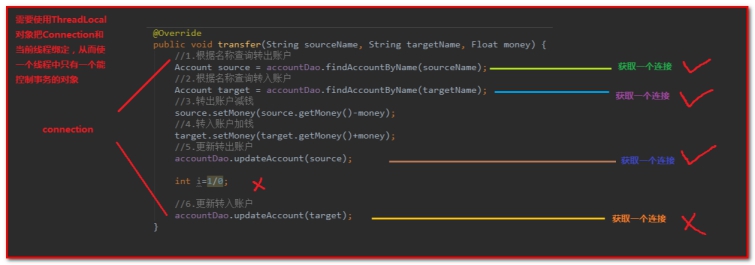 需要使用ThreadLocal
对象把Connection和
当前线程绑定,从而使
一个线程中只有一个能
控制事务的对象
connection
@Override
public void transfer(String sourceName, String targetName, Float money) {
//1.根据名称查询转出账户
Account source = accountDao.findAccountByName(sourceName); 获取一个连接
//2.根据名称查询转入账户
Account target = accountDao.findAccountByName(targetName); 获取一个连接
//3.转出账户减钱
source.setMoney(source.getMoney()-money);
//4.转入账户加钱
target.setMoney(target.getMoney()+money);
//5.更新转出账户
accountDao.updateAccount(source); 获取一个连接
int i=1/0;
//6.更新转入账户
accountDao.updateAccount(target); 获取一个连接
}